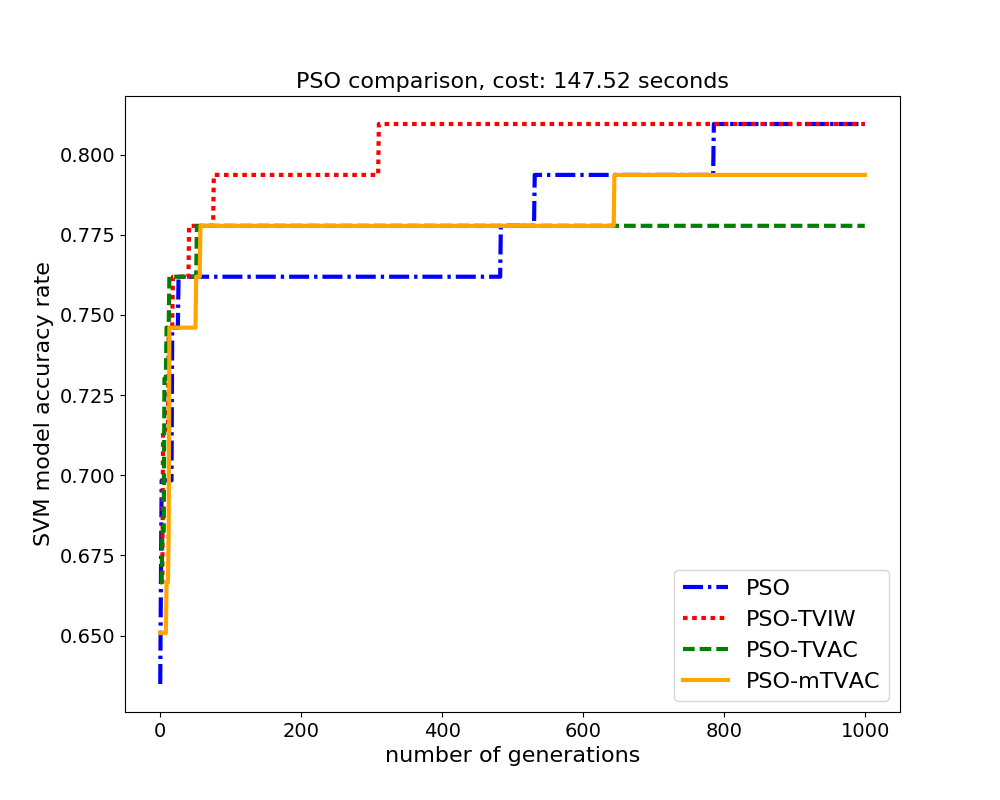 PSO comparison, cost: 147.52 seconds
SVM model accuracy rate
0.800
0.775
0.750
0.725
0.700
0.675
0.650
0 200 400 600 800 1000
number of generations
PSO
PSO-TVIW
PSO-TVAC
PSO-mTVAC